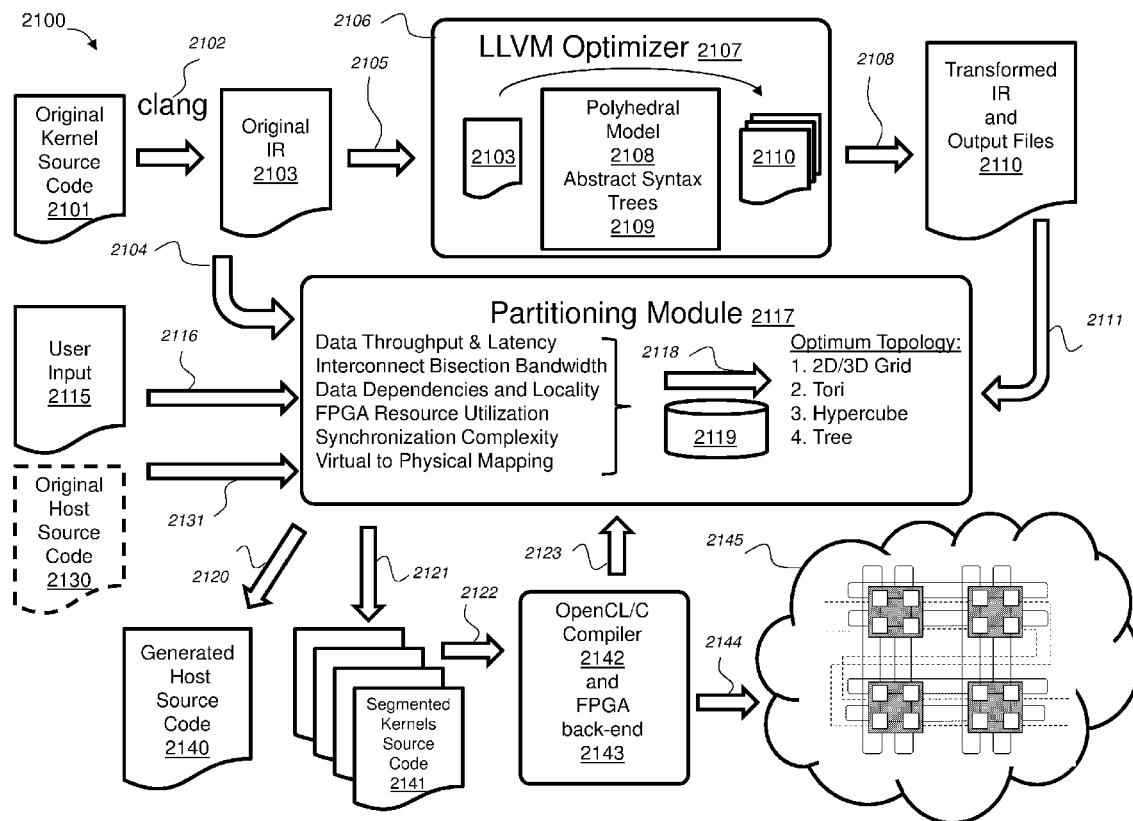 2100
2102
clang
Original
Kernel
Source
Code
2101
Original
IR
2103
2105
2106
LLVM Optimizer 2107
2103
Polyhedral
Model
2108
Abstract Syntax
Trees
2109
2110
2108
Transformed
IR
and
Output Files
2110
2104
2111
User
Input
2115
2116
Original
Host
Source
Code
2130
2131
Partitioning Module 2117
Data Throughput & Latency
Interconnect Bisection Bandwidth
Data Dependencies and Locality
FPGA Resource Utilization
Synchronization Complexity
Virtual to Physical Mapping
2118
2119
Optimum Topology:
1. 2D/3D Grid
2. Tori
3. Hypercube
4. Tree
2120
2121
2122
2123
Generated
Host
Source
Code
2140
Segmented
Kernels
Source
Code
2141
OpenCL/C
Compiler
2142
and
FPGA
back-end
2143
2144
2145